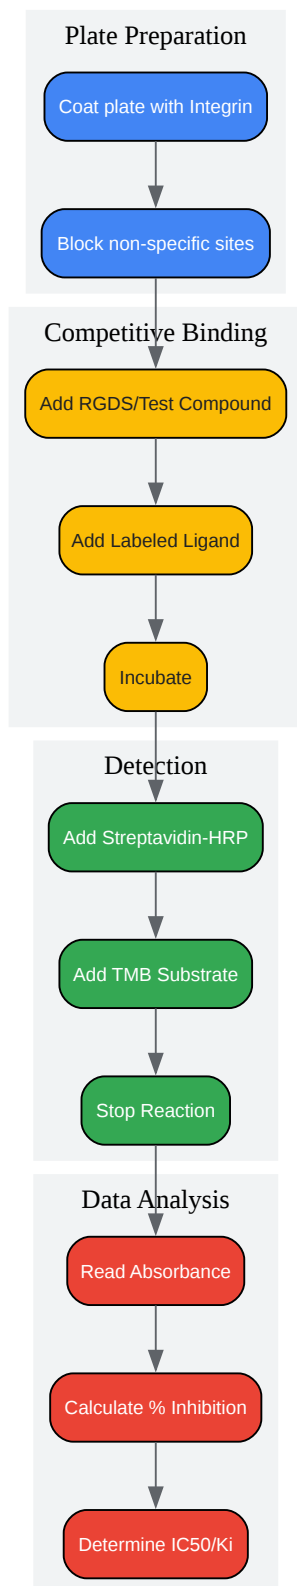 Plate Preparation
Coat plate with Integrin
Block non-specific sites
Competitive Binding
Add RGDS/Test Compound
Add Labeled Ligand
Incubate
Detection
Add Streptavidin-HRP
Add TMB Substrate
Stop Reaction
Data Analysis
Read Absorbance
Calculate % Inhibition
Determine IC50/Ki